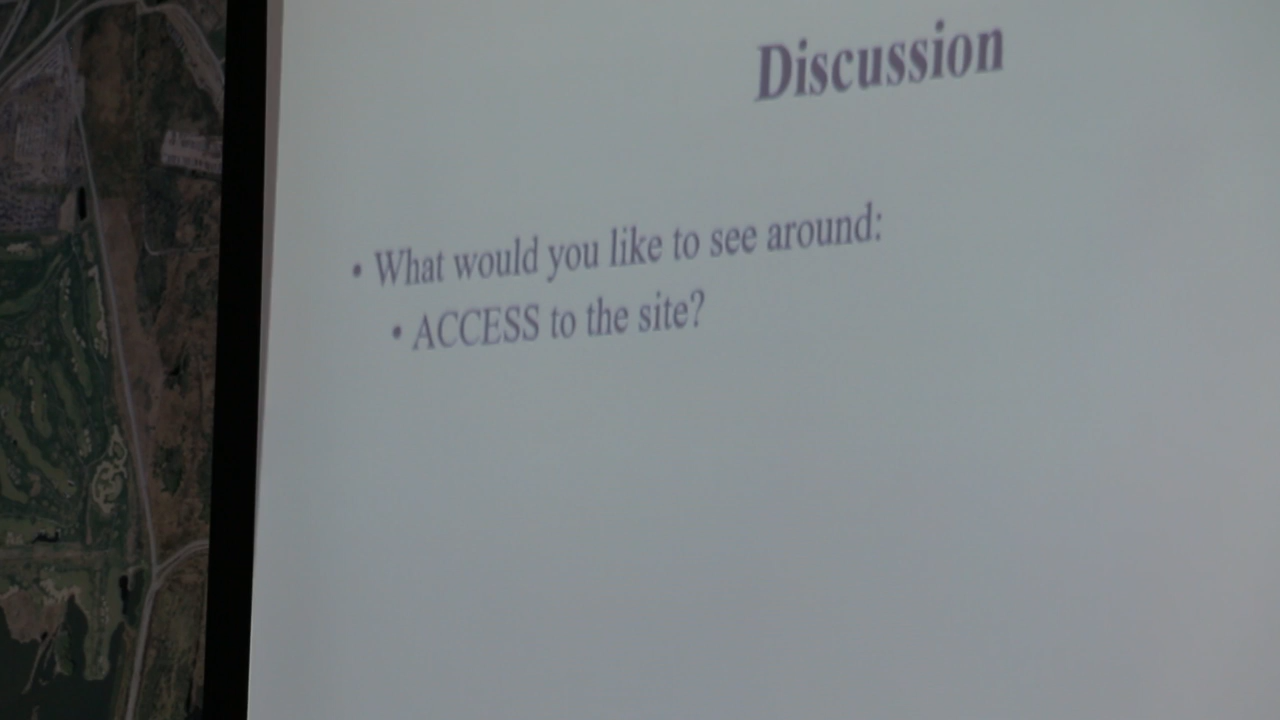 Discussion
• What would you like to see around:
• ACCESS to the site?